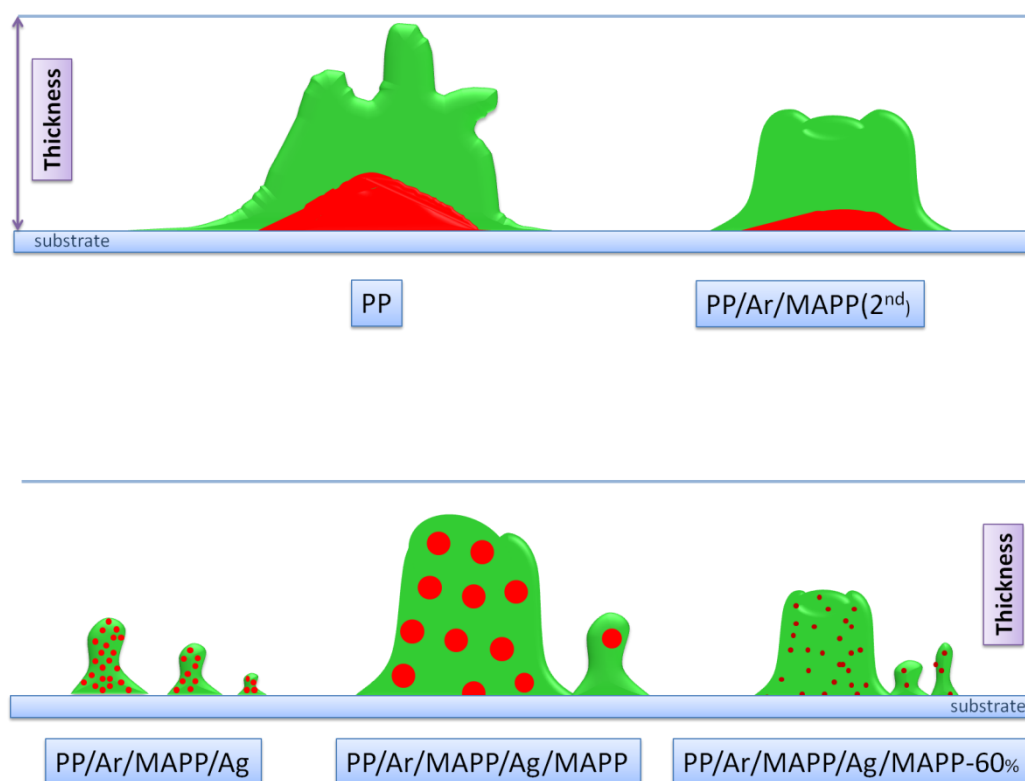 Thickness
substrate
PP
PP/Ar/MAPP(2nd)
Thickness
substrate
PP/Ar/MAPP/Ag
PP/Ar/MAPP/Ag/MAPP
PP/Ar/MAPP/Ag/MAPP-60%